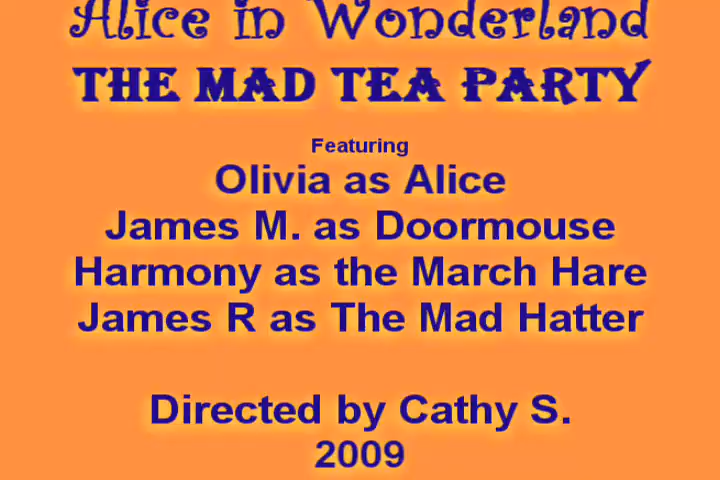 Alice in Wonderland
THE MAD TEA PARTY
Featuring
Olivia as Alice
James M. as Doormouse
Harmony as the March Hare
James R as The Mad Hatter
Directed by Cathy S.
2009